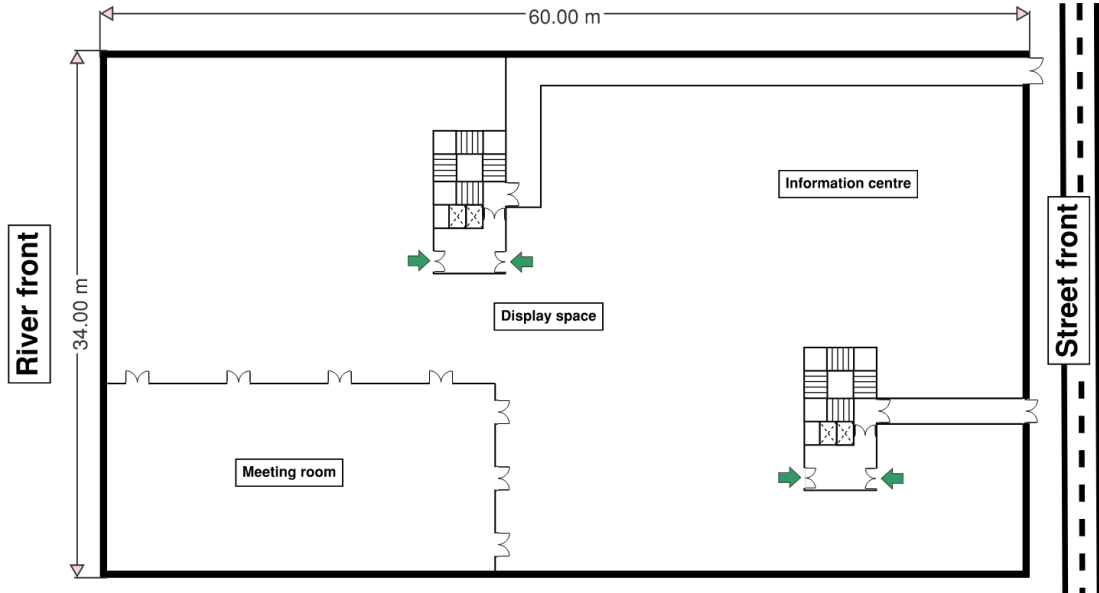 60.00 m
Information centre
River front
Street front
34.00 m
Display space
Meeting room